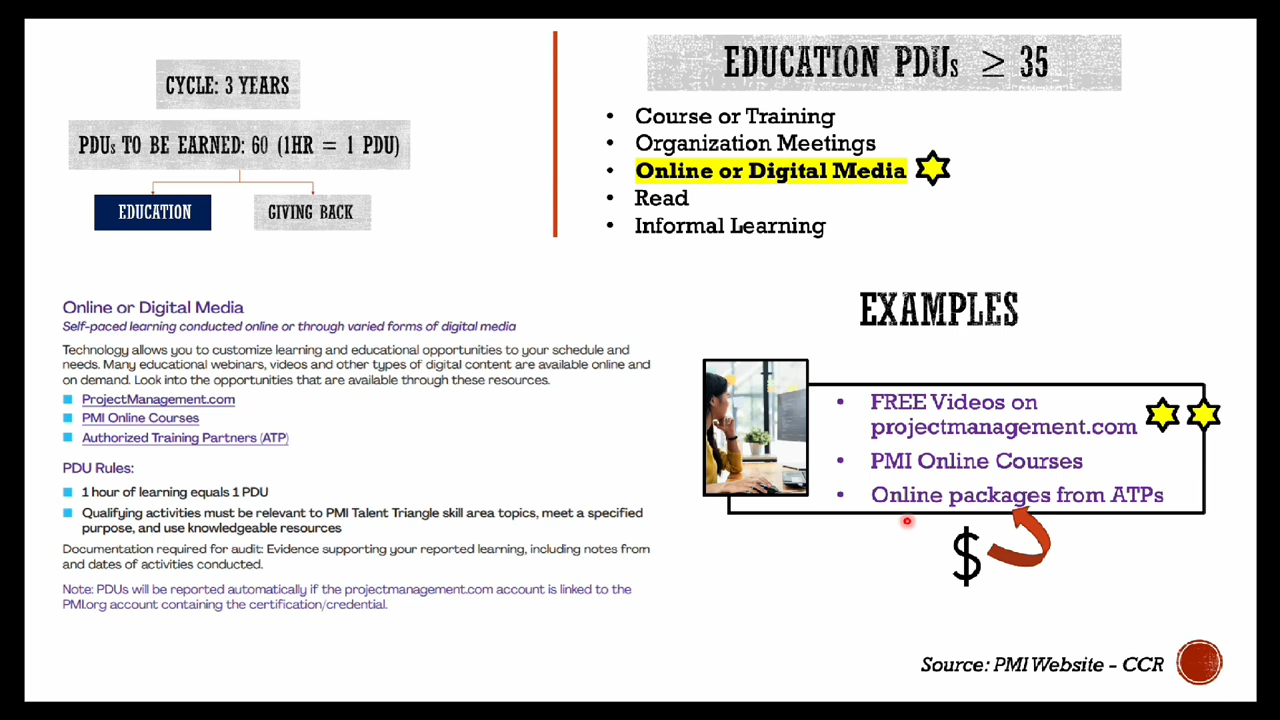 CYCLE: 3 YEARS
PDUs TO BE EARNED: 60 (1HR = 1 PDU)
EDUCATION
GIVING BACK
EDUCATION PDUs ≥ 35
• Course or Training
• Organization Meetings
• Online or Digital Media
• Read
• Informal Learning
Online or Digital Media
Self-paced learning conducted online or through varied forms of digital media
Technology allows you to customize learning and educational opportunities to your schedule and
needs. Many educational webinars, videos and other types of digital content are available online and
on demand. Look into the opportunities that are available through these resources.
ProjectManagement.com
PMI Online Courses
Authorized Training Partners (ATP)
PDU Rules:
1 hour of learning equals 1 PDU
Qualifying activities must be relevant to PMI Talent Triangle skill area topics, meet a specified
purpose, and use knowledgeable resources
Documentation required for audit: Evidence supporting your reported learning, including notes from
and dates of activities conducted.
Note: PDUs will be reported automatically if the projectmanagement.com account is linked to the
PMI.org account containing the certification/credential.
EXAMPLES
• FREE Videos on
projectmanagement.com
• PMI Online Courses
• Online packages from ATPs
$
Source: PMI Website - CCR